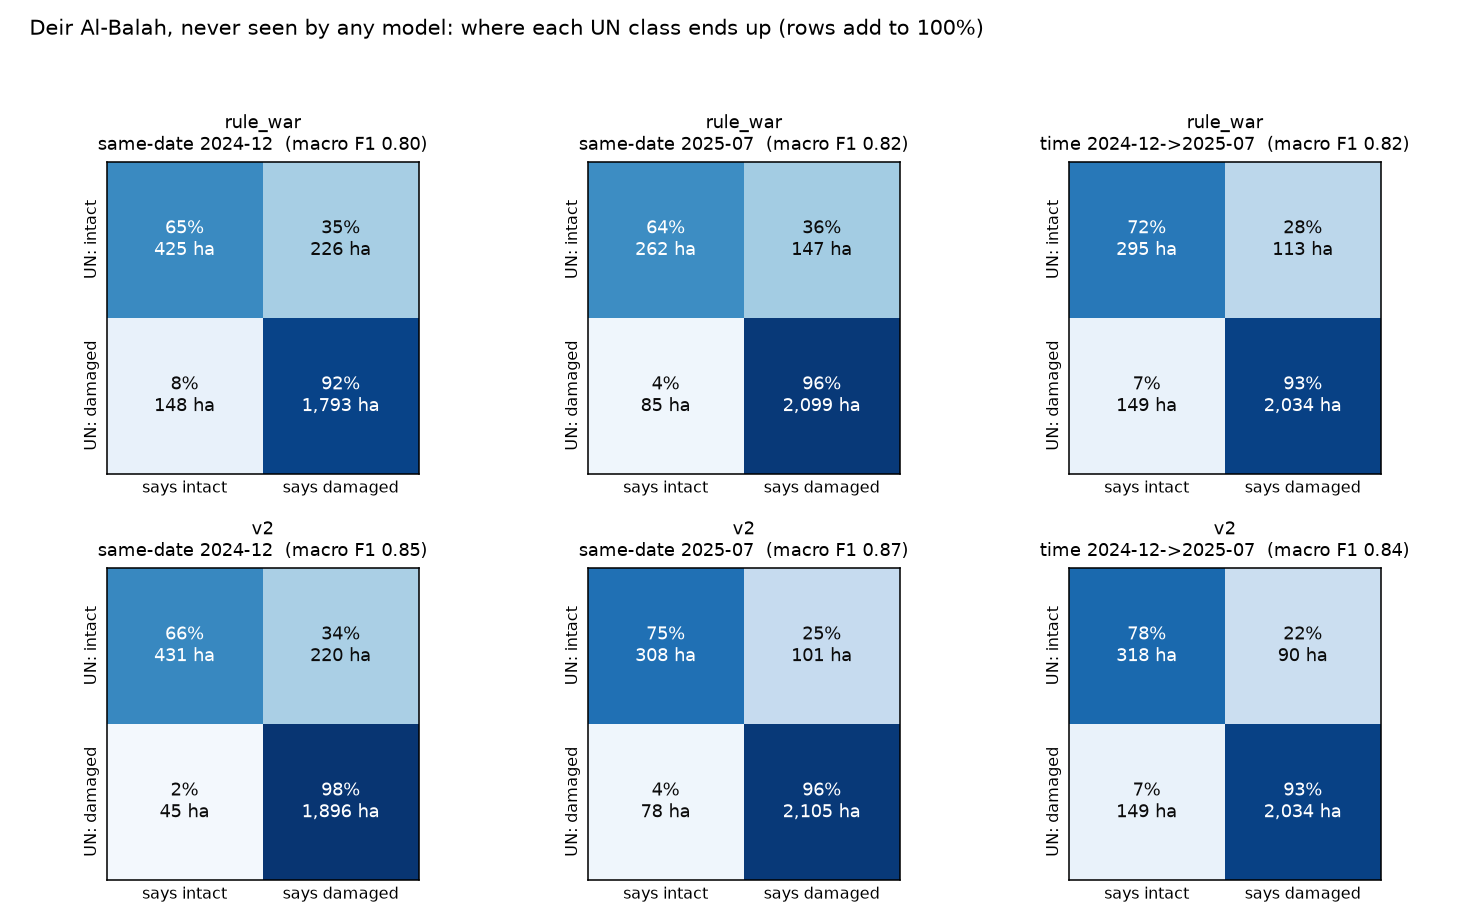 Deir Al-Balah, never seen by any model: where each UN class ends up (rows add to 100%)
rule_war
same-date 2024-12  (macro F1 0.80)
UN: intact
65%
425 ha
35%
226 ha
UN: damaged
8%
148 ha
92%
1,793 ha
says intact
says damaged
rule_war
same-date 2025-07  (macro F1 0.82)
UN: intact
64%
262 ha
36%
147 ha
UN: damaged
4%
85 ha
96%
2,099 ha
says intact
says damaged
rule_war
time 2024-12->2025-07  (macro F1 0.82)
UN: intact
72%
295 ha
28%
113 ha
UN: damaged
7%
149 ha
93%
2,034 ha
says intact
says damaged
v2
same-date 2024-12  (macro F1 0.85)
UN: intact
66%
431 ha
34%
220 ha
UN: damaged
2%
45 ha
98%
1,896 ha
says intact
says damaged
v2
same-date 2025-07  (macro F1 0.87)
UN: intact
75%
308 ha
25%
101 ha
UN: damaged
4%
78 ha
96%
2,105 ha
says intact
says damaged
v2
time 2024-12->2025-07  (macro F1 0.84)
UN: intact
78%
318 ha
22%
90 ha
UN: damaged
7%
149 ha
93%
2,034 ha
says intact
says damaged